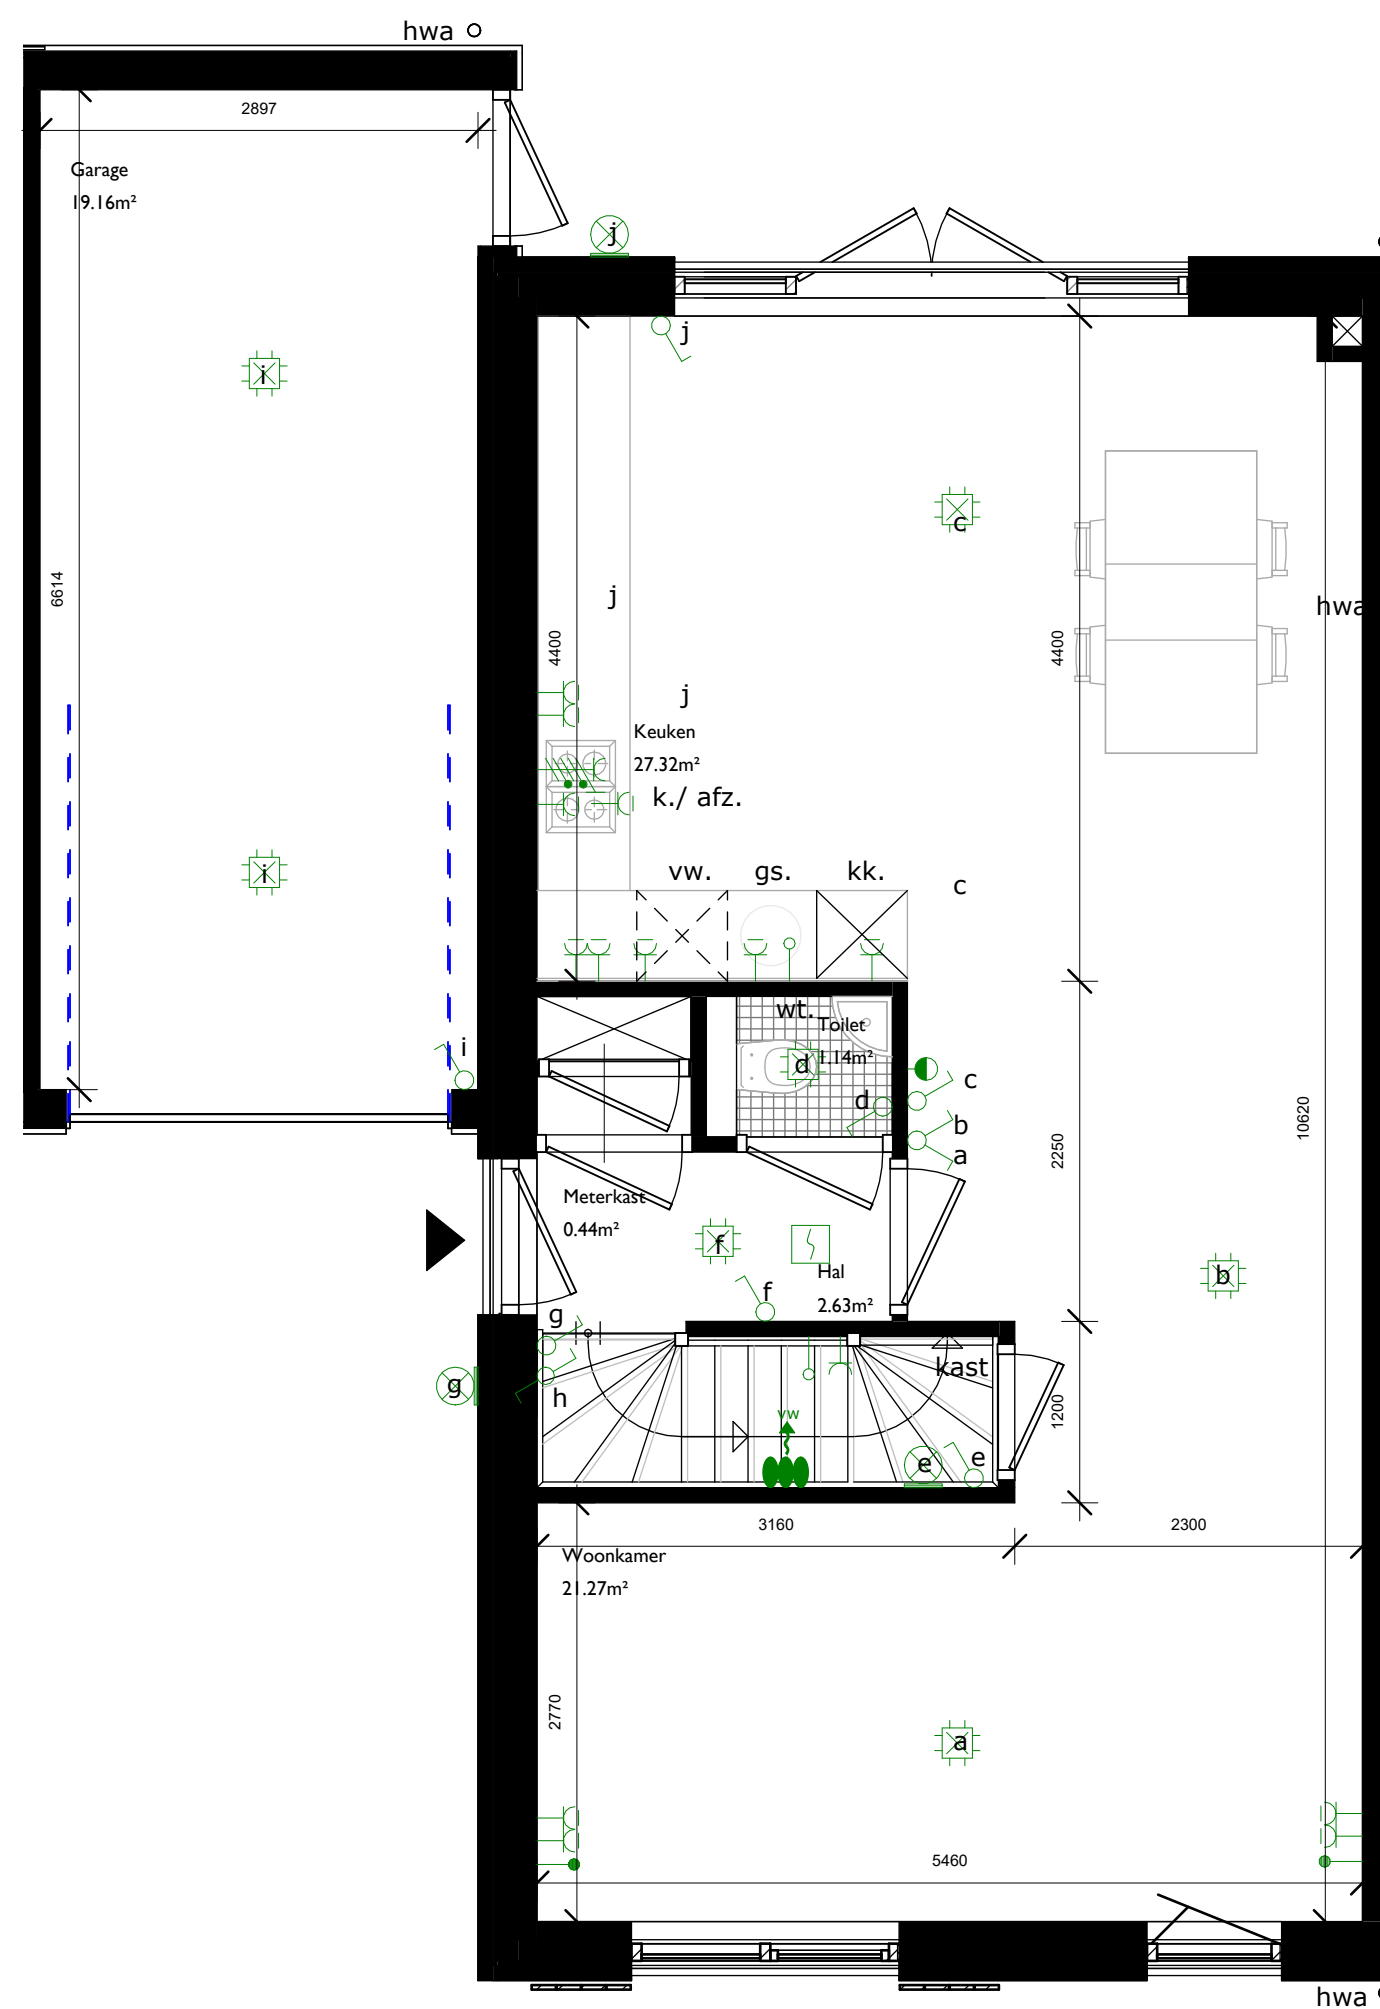 hwa
2897
Garage
19.16m²
j
j
i
c
6614
j
hwa
4400
4400
j
Keuken
27.32m²
k./ afz.
vw.
gs.
kk.
c
i
wt.
Toilet
1.14m²
i
d
d
c
b
a
10620
2250
Meterkast
0.44m²
f
Hal
2.63m²
b
f
g
kast
g
h
1200
vw
e
e
3160
2300
Woonkamer
21.27m²
2770
a
5460
hwa